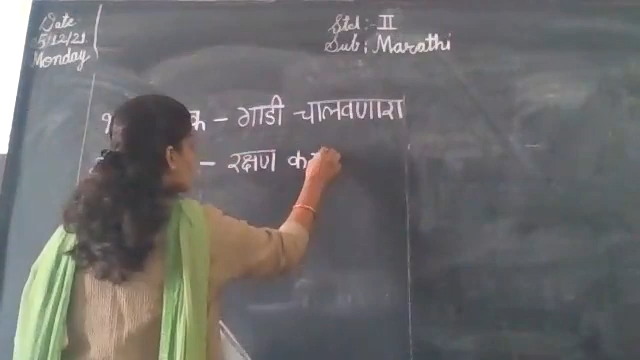 Date
5/12/21
Monday
Std :- II
Sub : Marathi
- गाडी चालवणारा
- रक्षण